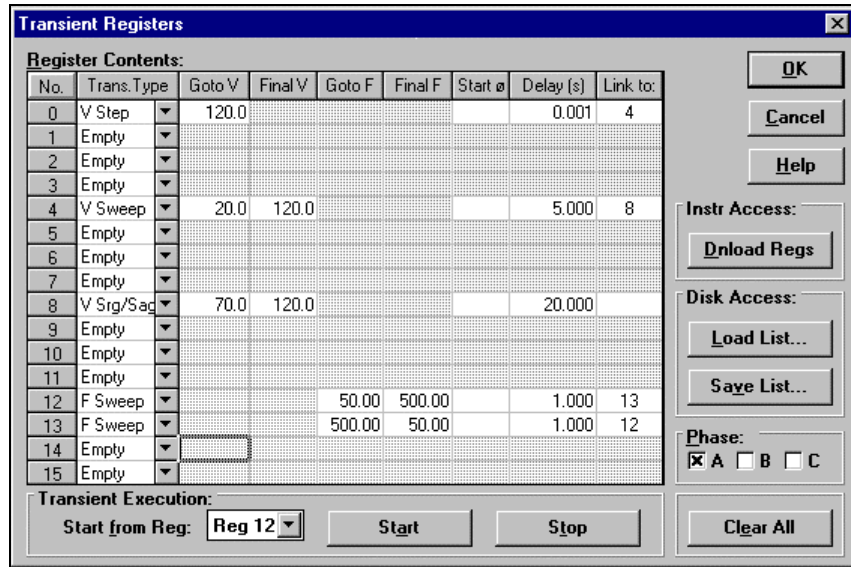 Transient Registers
Register Contents:
No. Trans.Type Goto V Final V Goto F Final F Start ø Delay (s) Link to:
0 V Step 120.0 0.001 4
1 Empty
2 Empty
3 Empty
4 V Sweep 20.0 120.0 5.000 8
5 Empty
6 Empty
7 Empty
8 V Srg/Sag 70.0 120.0 20.000
9 Empty
10 Empty
11 Empty
12 F Sweep 50.00 500.00 1.000 13
13 F Sweep 500.00 50.00 1.000 12
14 Empty
15 Empty
OK
Cancel
Help
Instr Access:
Dnload Regs
Disk Access:
Load List...
Save List...
Phase:
A B C
Transient Execution:
Start from Reg: Reg 12 Start Stop
Clear All